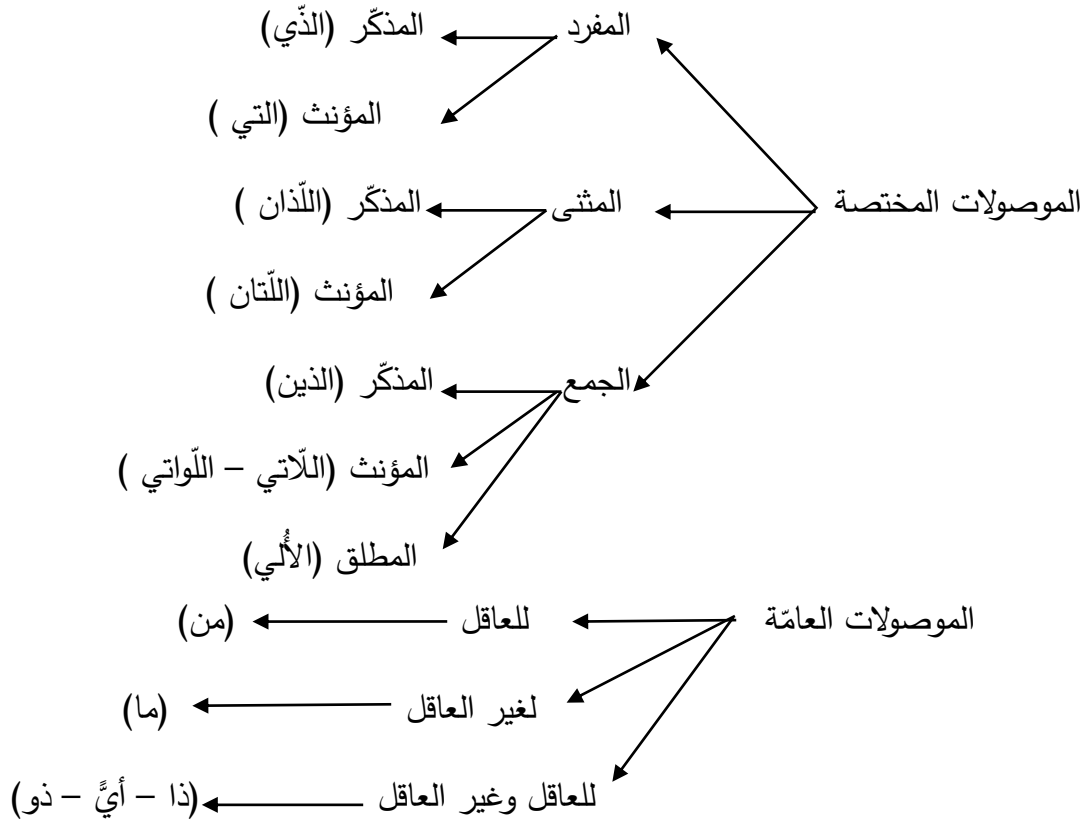 المفرد المذكّر (الذّي)
المؤنث (التي )
الموصولات المختصة المثنى المذكّر (اللّذان )
المؤنث (اللّتان )
الجمع المذكّر (الذين)
المؤنث (اللّاتي – اللّواتي )
المطلق (الأُلي)
الموصولات العامّة للعاقل (من)
لغير العاقل (ما)
للعاقل وغير العاقل (ذا – أيًّ – ذو)